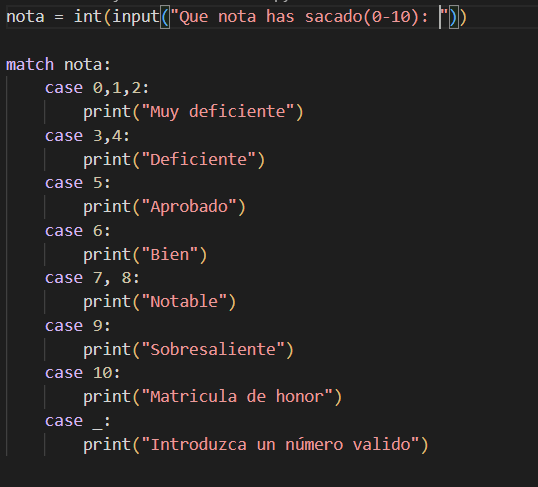 nota = int(input("Que nota has sacado(0-10): "))
match nota:
    case 0,1,2:
        print("Muy deficiente")
    case 3,4:
        print("Deficiente")
    case 5:
        print("Aprobado")
    case 6:
        print("Bien")
    case 7, 8:
        print("Notable")
    case 9:
        print("Sobresaliente")
    case 10:
        print("Matricula de honor")
    case _:
        print("Introduzca un número valido")